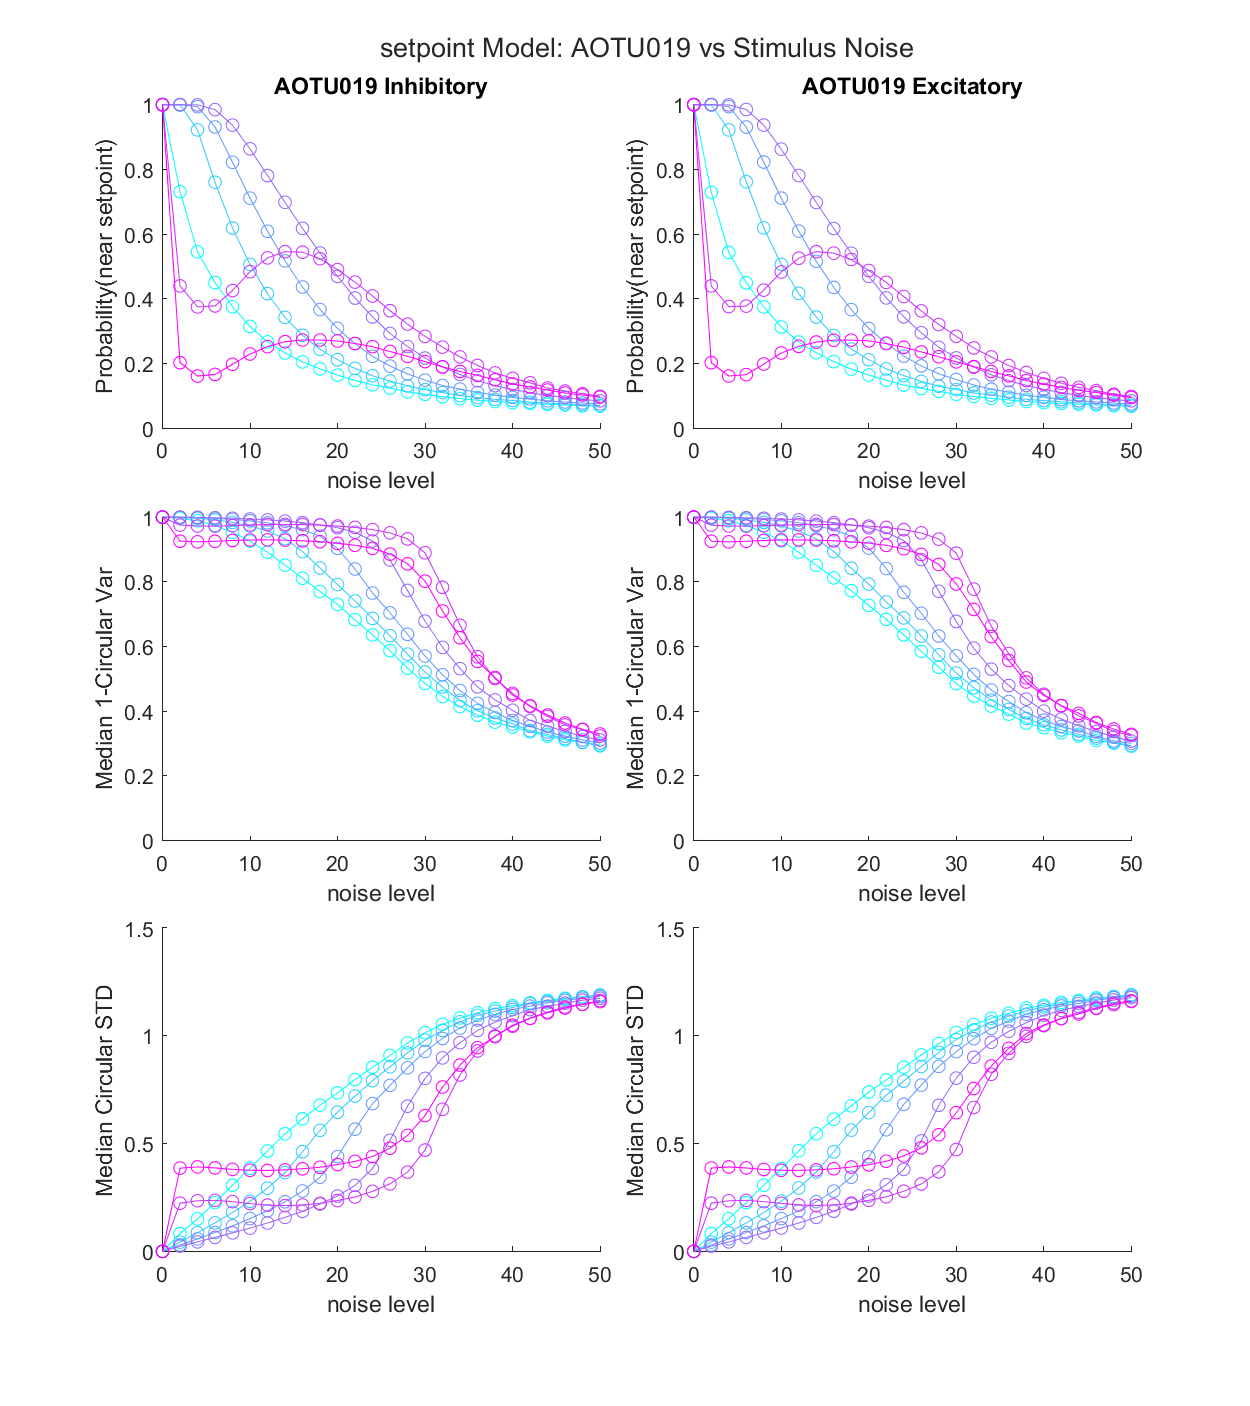 setpoint Model: AOTU019 vs Stimulus Noise
AOTU019 Inhibitory
Probability(near setpoint)
1
0.8
0.6
0.4
0.2
0
0 10 20 30 40 50
noise level
AOTU019 Excitatory
Probability(near setpoint)
1
0.8
0.6
0.4
0.2
0
0 10 20 30 40 50
noise level
Median 1-Circular Var
1
0.8
0.6
0.4
0.2
0
0 10 20 30 40 50
noise level
Median 1-Circular Var
1
0.8
0.6
0.4
0.2
0
0 10 20 30 40 50
noise level
Median Circular STD
1.5
1
0.5
0
0 10 20 30 40 50
noise level
Median Circular STD
1.5
1
0.5
0
0 10 20 30 40 50
noise level